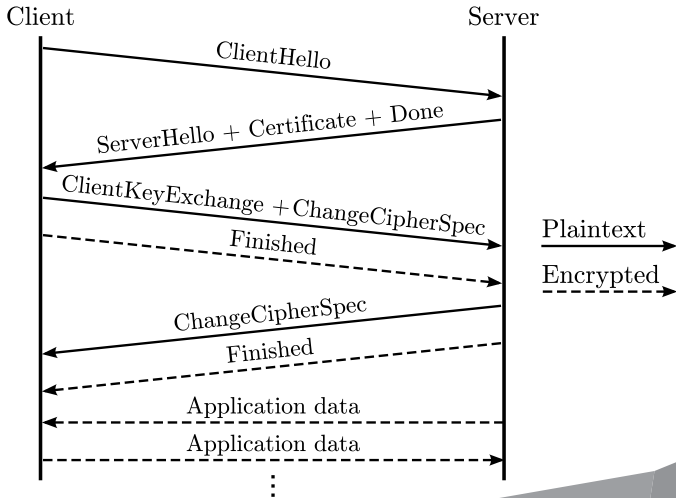 Client
Server
ClientHello
ServerHello + Certificate + Done
ClientKeyExchange +ChangeCipherSpec
Plaintext
Finished
Encrypted
ChangeCipherSpec
Finished
Application data
Application data